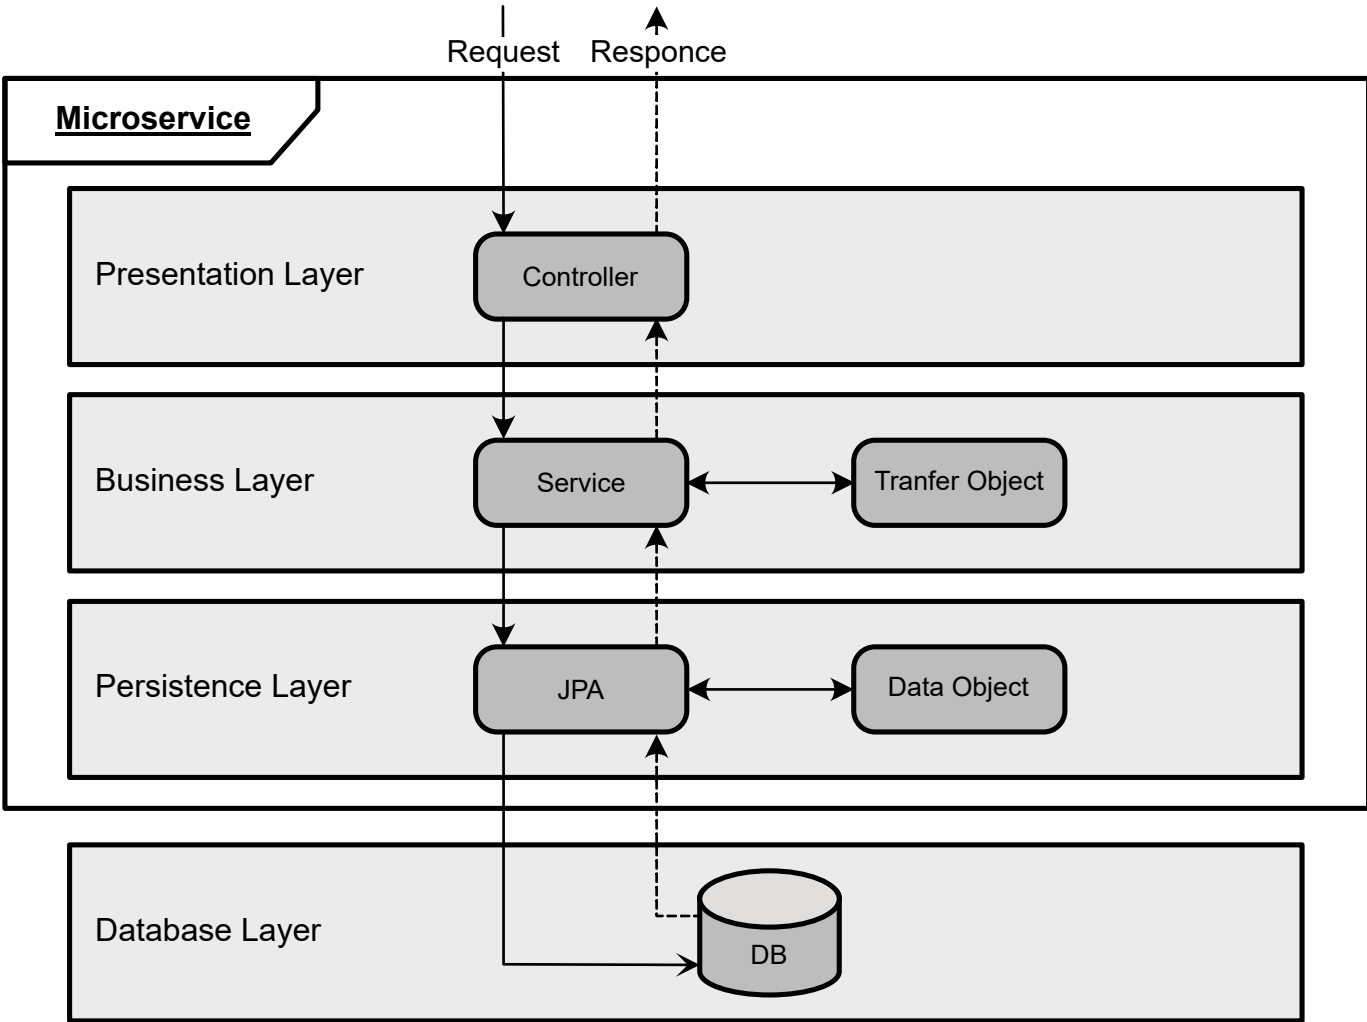 Request Responce
Microservice
Presentation Layer
Controller
Business Layer
Service
Tranfer Object
Persistence Layer
JPA
Data Object
Database Layer
DB